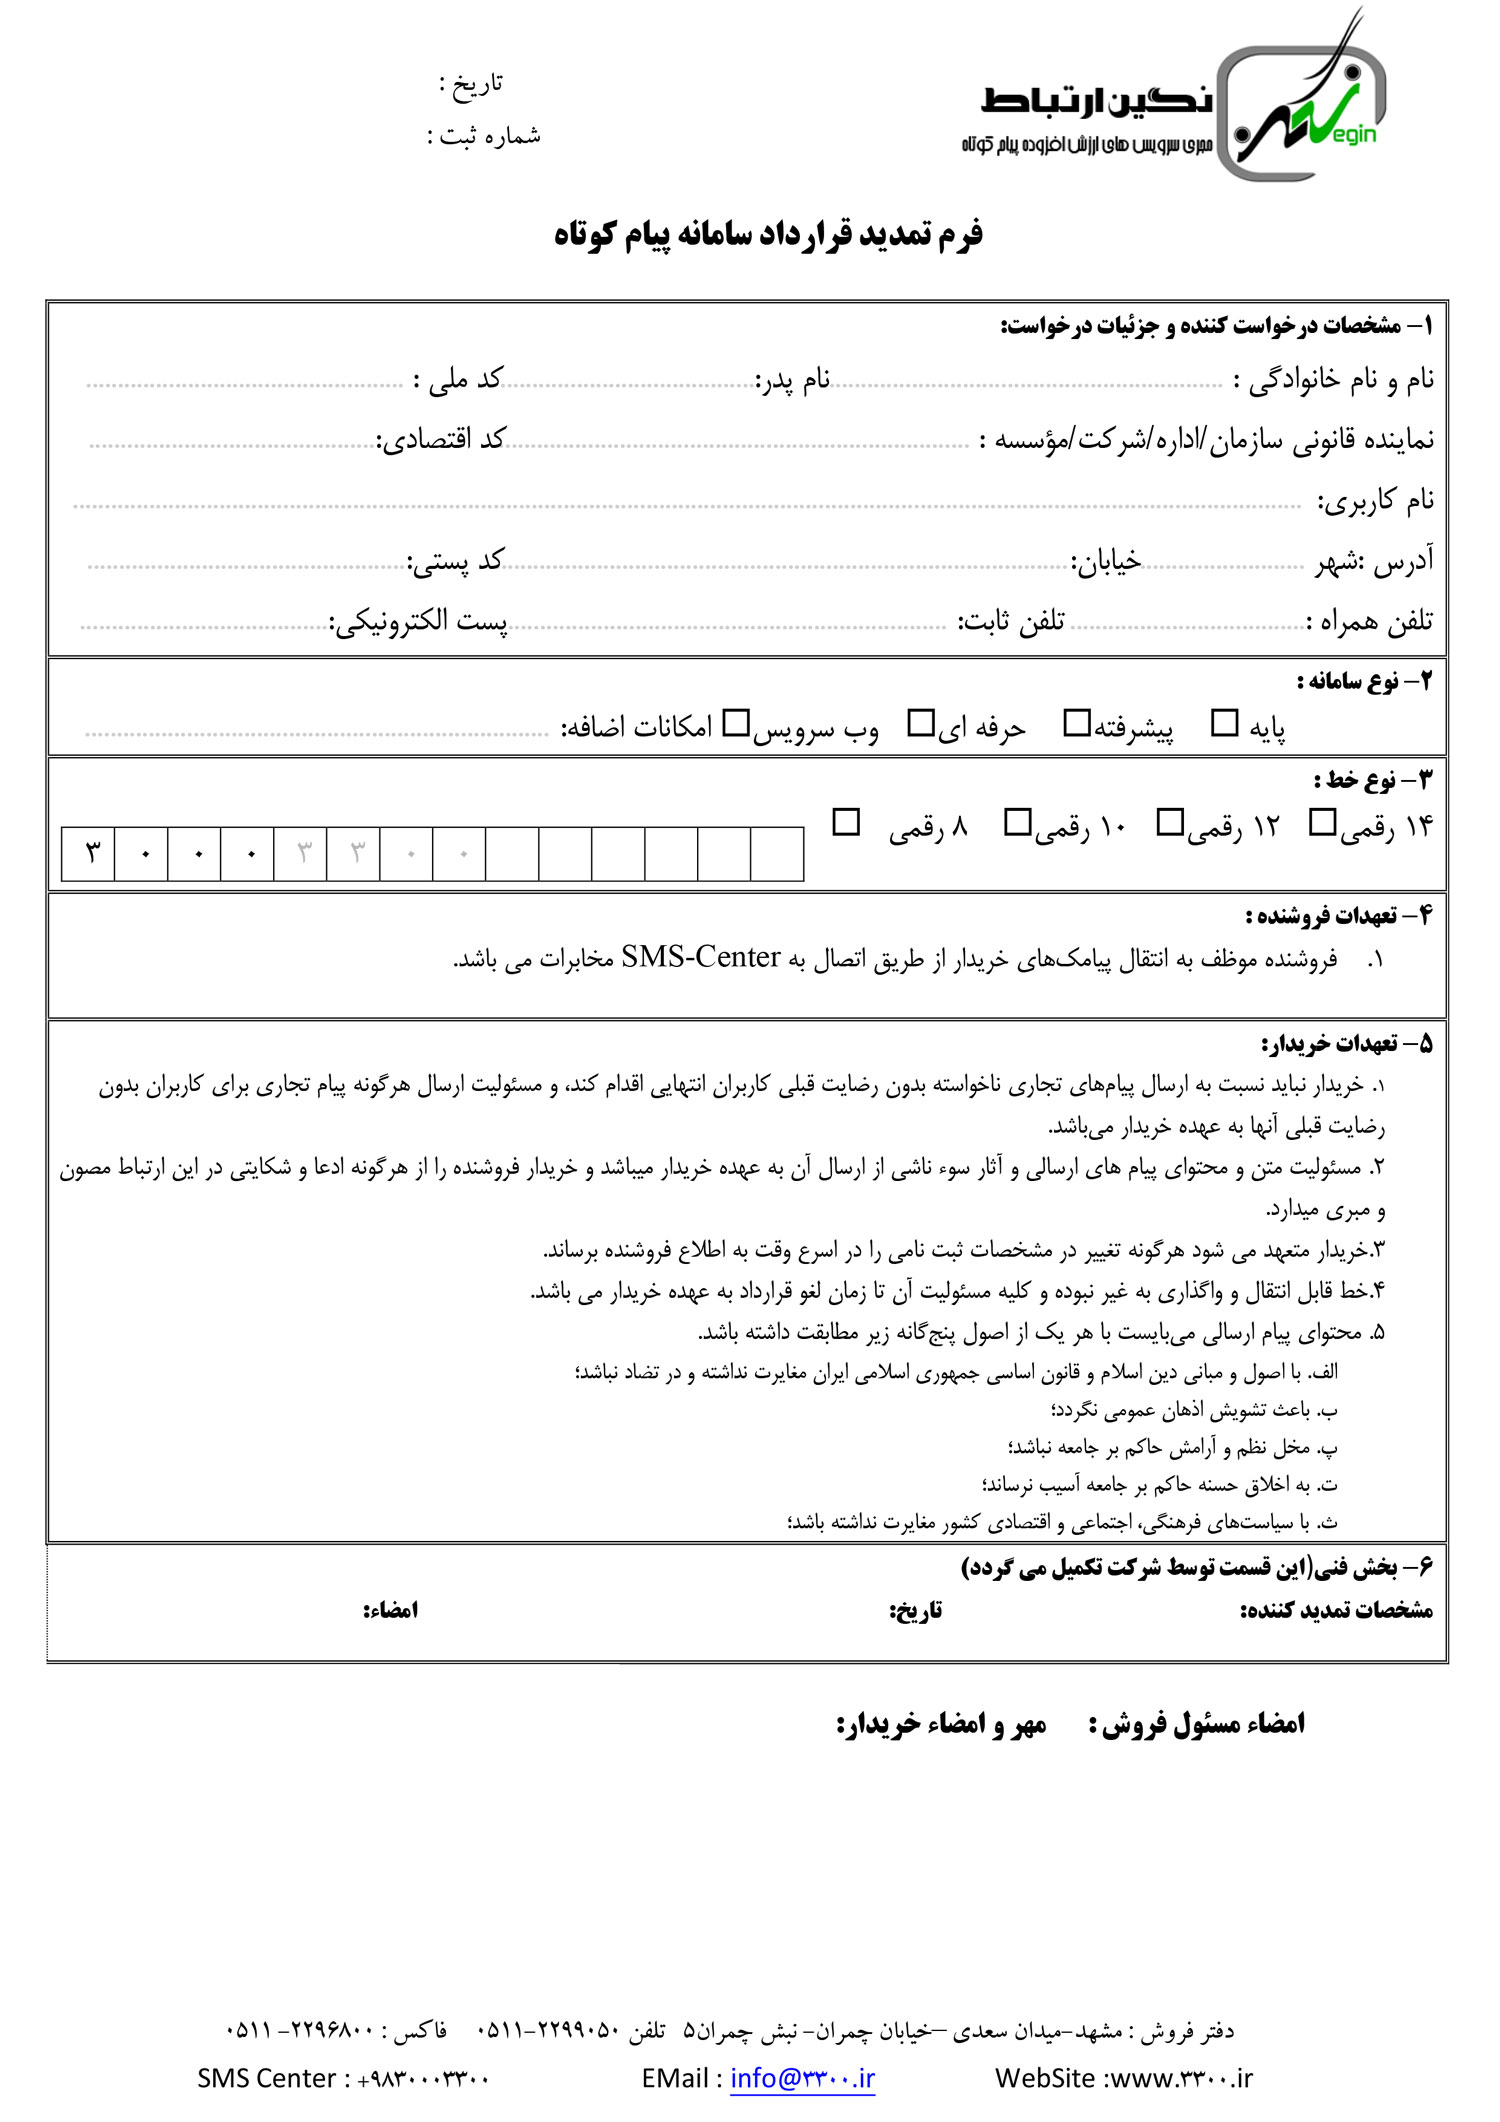 نگین ارتباط
مجری سرویس های ارزش افزوده پیام کوتاه
egin
تاریخ :
شماره ثبت :
فرم تمدید قرارداد سامانه پیام کوتاه
۱- مشخصات درخواست کننده و جزئیات درخواست:
نام و نام خانوادگی : ........................................ نام پدر: ........................................ کد ملی : ........................................
نماینده قانونی سازمان/اداره/شرکت/مؤسسه : ........................................ کد اقتصادی: ........................................
نام کاربری: ........................................
آدرس :شهر ........................................ خیابان: ........................................ کد پستی: ........................................
تلفن همراه : ........................................ تلفن ثابت: ........................................ پست الکترونیکی: ........................................
۲- نوع سامانه :
پایه □ پیشرفته □ حرفه ای □ وب سرویس □ امکانات اضافه: ........................................
۳- نوع خط :
۱۴ رقمی □ ۱۲ رقمی □ ۱۰ رقمی □ ۸ رقمی □
۳ ۰ ۰ ۰ ۳ ۳ ۰ ۰
۴- تعهدات فروشنده :
۱. فروشنده موظف به انتقال پیامک‌های خریدار از طریق اتصال به SMS-Center مخابرات می باشد.
۵- تعهدات خریدار:
۱. خریدار نباید نسبت به ارسال پیام‌های تجاری ناخواسته بدون رضایت قبلی کاربران انتهایی اقدام کند، و مسئولیت ارسال هرگونه پیام تجاری برای کاربران بدون
رضایت قبلی آنها به عهده خریدار می‌باشد.
۲. مسئولیت متن و محتوای پیام های ارسالی و آثار سوء ناشی از ارسال آن به عهده خریدار میباشد و خریدار فروشنده را از هرگونه ادعا و شکایتی در این ارتباط مصون
و مبری میدارد.
۳.خریدار متعهد می شود هرگونه تغییر در مشخصات ثبت نامی را در اسرع وقت به اطلاع فروشنده برساند.
۴.خط قابل انتقال و واگذاری به غیر نبوده و کلیه مسئولیت آن تا زمان لغو قرارداد به عهده خریدار می باشد.
۵. محتوای پیام ارسالی می‌بایست با هر یک از اصول پنج‌گانه زیر مطابقت داشته باشد.
الف. با اصول و مبانی دین اسلام و قانون اساسی جمهوری اسلامی ایران مغایرت نداشته و در تضاد نباشد؛
ب. باعث تشویش اذهان عمومی نگردد؛
پ. مخل نظم و آرامش حاکم بر جامعه نباشد؛
ت. به اخلاق حسنه حاکم بر جامعه آسیب نرساند؛
ث. با سیاست‌های فرهنگی، اجتماعی و اقتصادی کشور مغایرت نداشته باشد؛
۶- بخش فنی(این قسمت توسط شرکت تکمیل می گردد)
مشخصات تمدید کننده: تاریخ: امضاء:
امضاء مسئول فروش : مهر و امضاء خریدار:
دفتر فروش : مشهد-میدان سعدی –خیابان چمران- نبش چمران۵ تلفن ۲۲۹۹۰۵۰-۰۵۱۱ فاکس : ۲۲۹۶۸۰۰- ۰۵۱۱
SMS Center : +۹۸۳۰۰۰۳۳۰۰ EMail : info@۳۳۰۰.ir WebSite :www.۳۳۰۰.ir